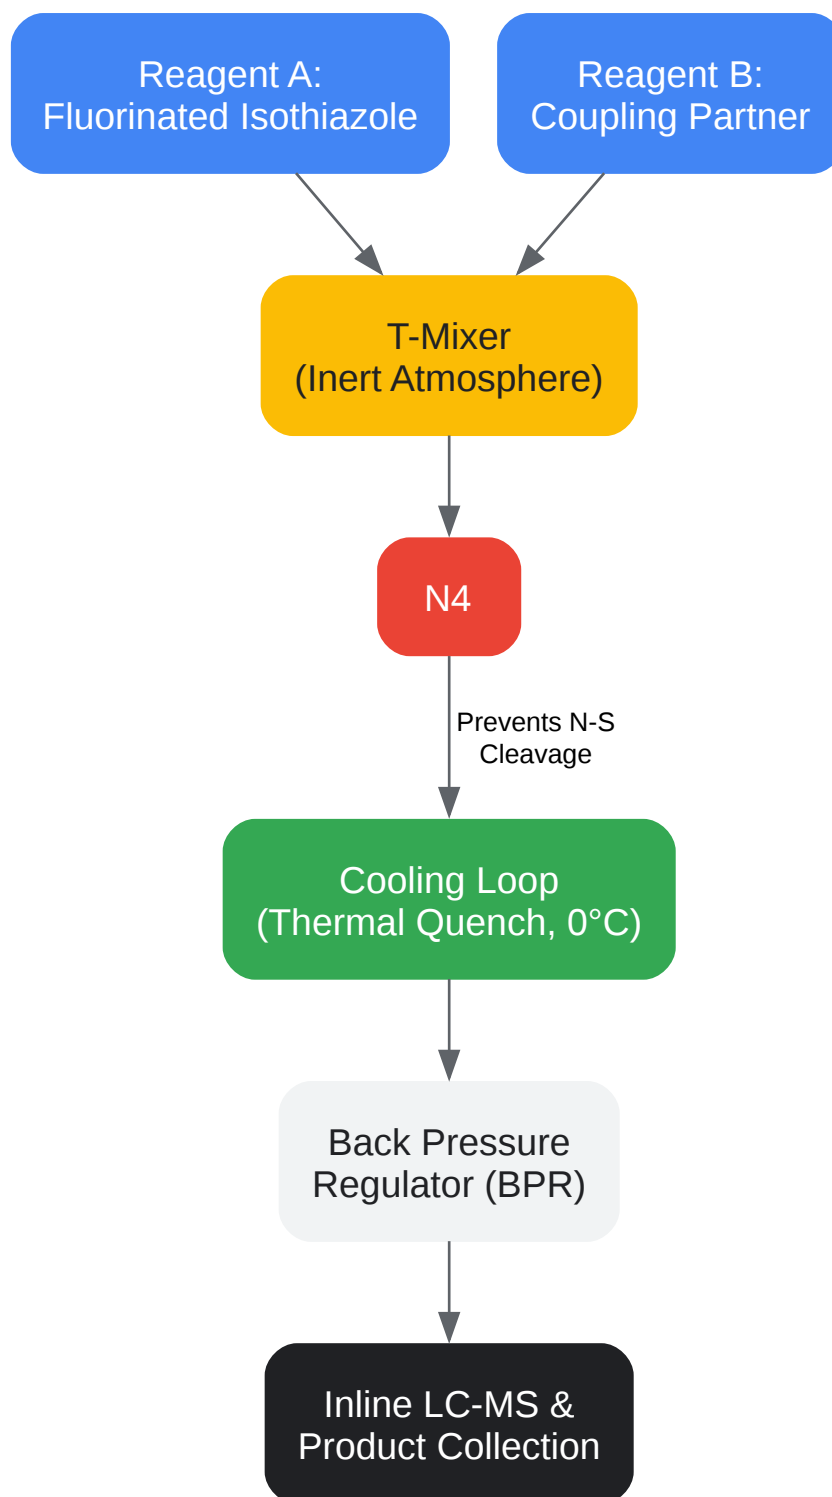 Reagent A:
Fluorinated Isothiazole
Reagent B:
Coupling Partner
T-Mixer
(Inert Atmosphere)
N4
Prevents N-S
Cleavage
Cooling Loop
(Thermal Quench, 0°C)
Back Pressure
Regulator (BPR)
Inline LC-MS &
Product Collection